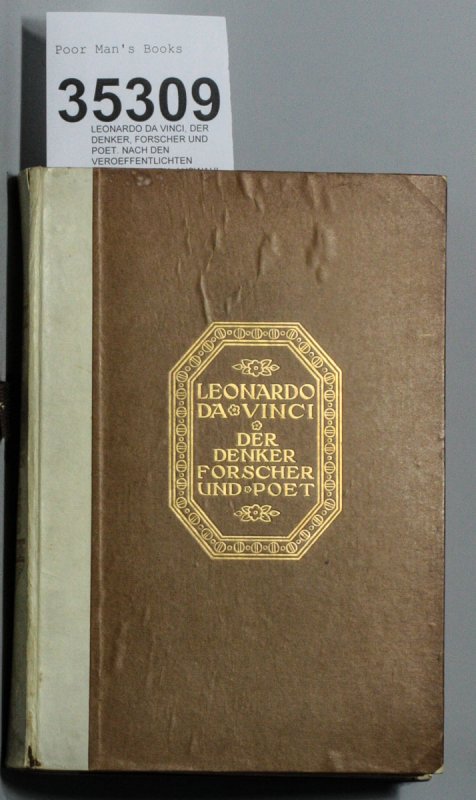 Poor Man's Books
35309
LEONARDO DA VINCI, DER
DENKER, FORSCHER UND
POET. NACH DEN
VEROEFFENTLICHTEN
LEONARDO
DA VINCI
DER
DENKER
FORSCHER
UND POET